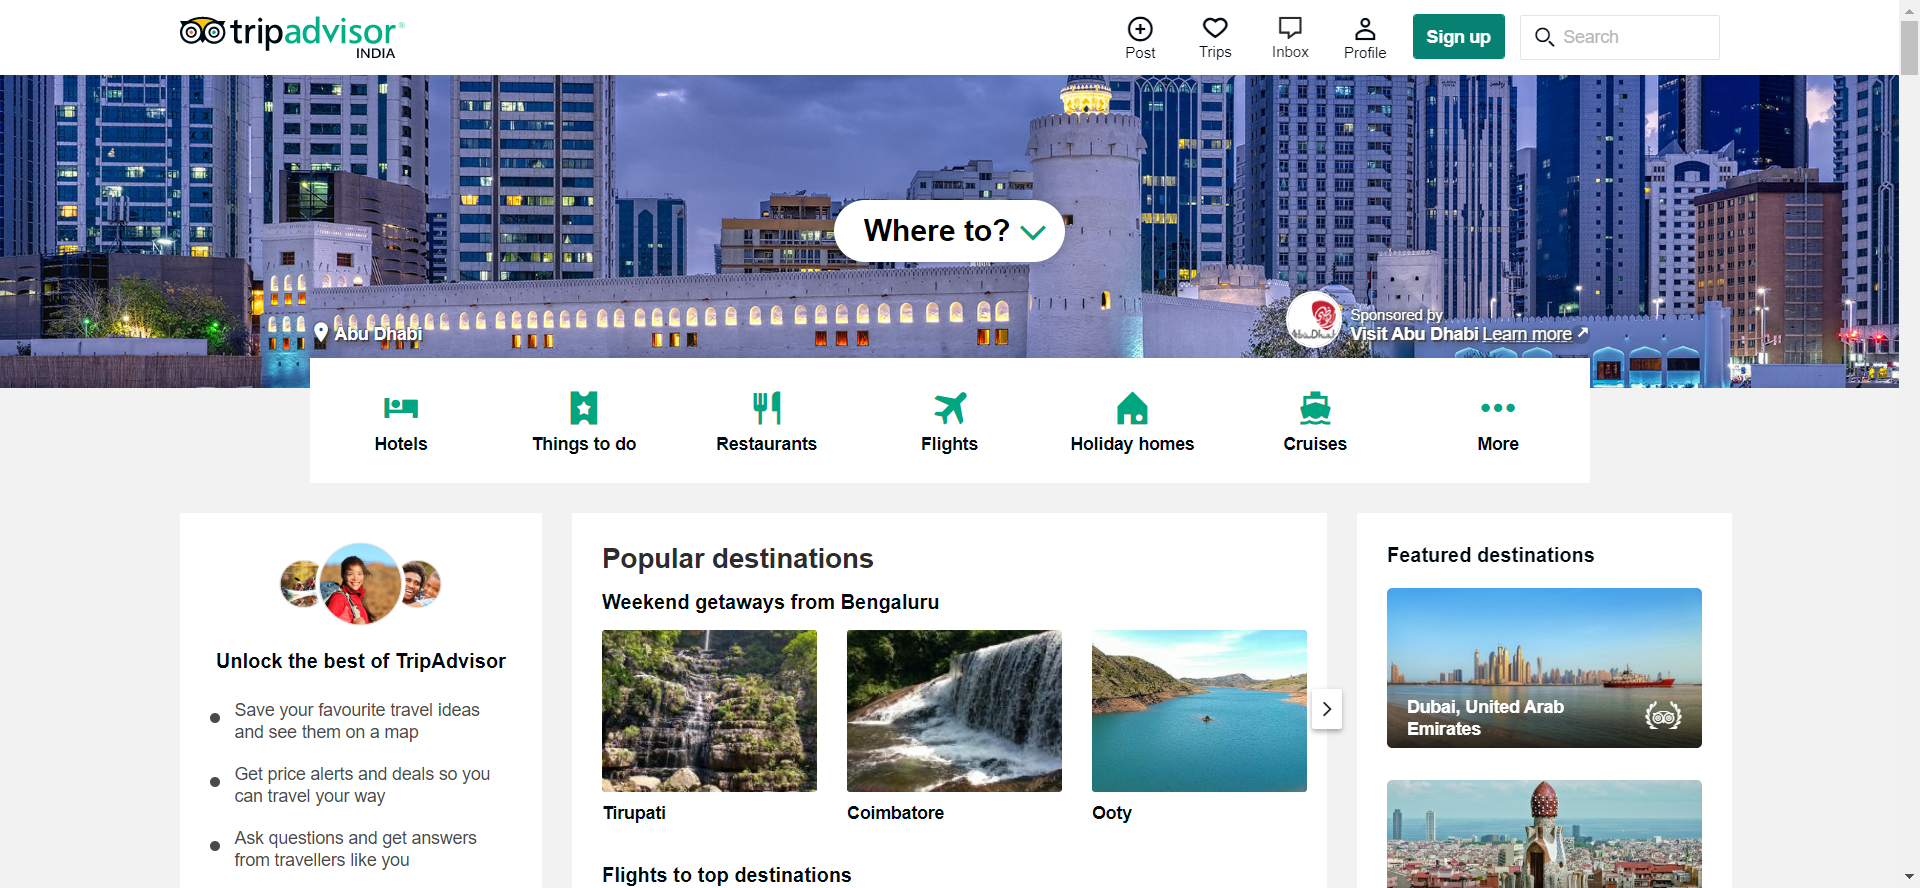 tripadvisor®
INDIA
Post
Trips
Inbox
Profile
Sign up
Search
Where to?
Abu Dhabi
Sponsored by
Visit Abu Dhabi Learn more
Hotels
Things to do
Restaurants
Flights
Holiday homes
Cruises
More
Unlock the best of TripAdvisor
Save your favourite travel ideas
and see them on a map
Get price alerts and deals so you
can travel your way
Ask questions and get answers
from travellers like you
Popular destinations
Weekend getaways from Bengaluru
Tirupati
Coimbatore
Ooty
Flights to top destinations
Featured destinations
Dubai, United Arab
Emirates